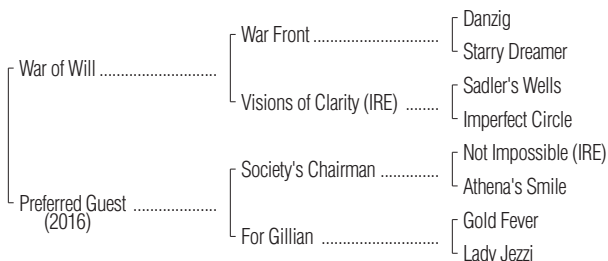 Danzig
War Front ................................
Starry Dreamer
War of Will ..............................
Sadler's Wells
Visions of Clarity (IRE) ........
Imperfect Circle
Not Impossible (IRE)
Society's Chairman ..............
Athena's Smile
Preferred Guest .....................
(2016)
Gold Fever
For Gillian ..............................
Lady Jezzi